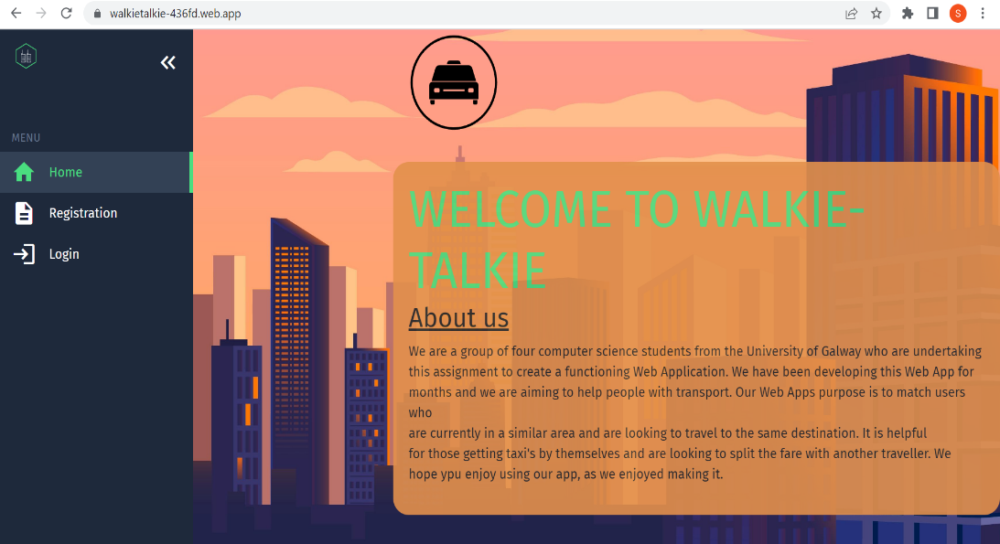 walkietalkie-436fd.web.app
S
MENU
Home
Registration
Login
WELCOME TO WALKIE-
TALKIE
About us
We are a group of four computer science students from the University of Galway who are undertaking
this assignment to create a functioning Web Application. We have been developing this Web App for
months and we are aiming to help people with transport. Our Web Apps purpose is to match users
who
are currently in a similar area and are looking to travel to the same destination. It is helpful
for those getting taxi's by themselves and are looking to split the fare with another traveller. We
hope ypu enjoy using our app, as we enjoyed making it.